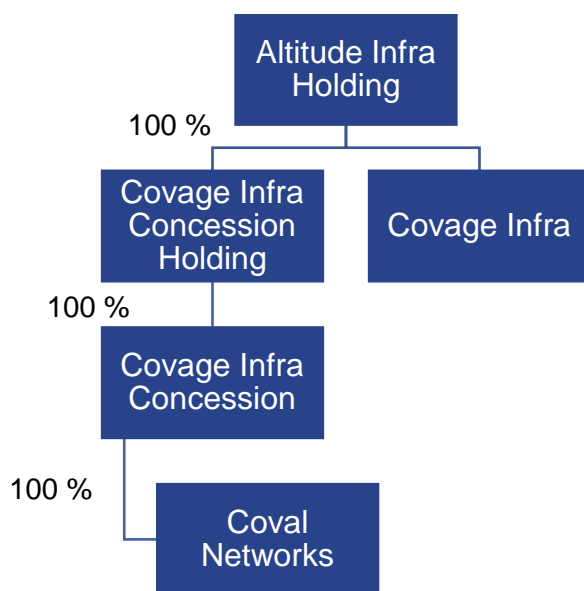 Altitude Infra
Holding
100 %
Covage Infra
Concession
Holding
Covage Infra
100 %
Covage Infra
Concession
100 %
Coval
Networks